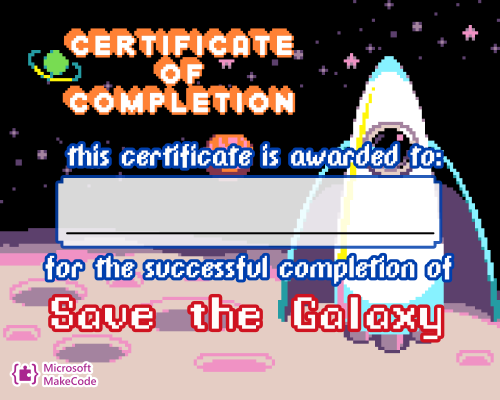 CERTIFICATE
OF
COMPLETION
this certificate is awarded to:
for the successful completion of
Save the Galaxy
Microsoft
MakeCode